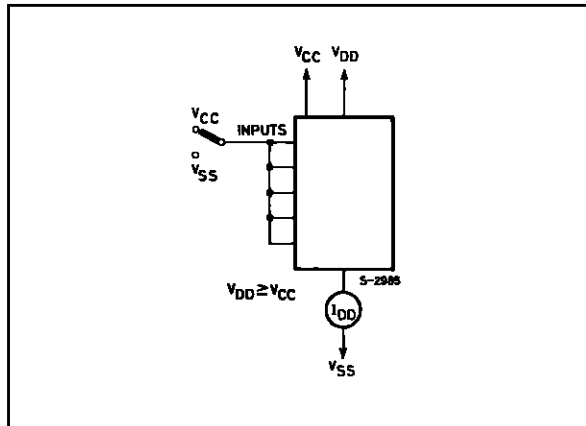 VCC VDD
VCC
INPUTS
VSS
S-2985
VDD≥VCC
IDD
VSS